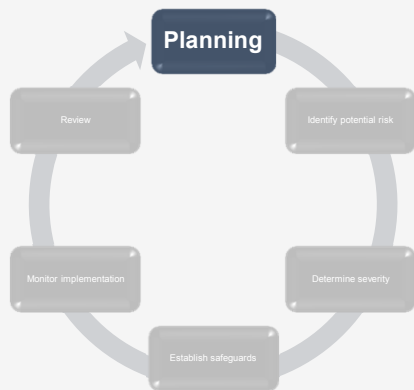 Planning
Identify potential risk
Determine severity
Establish safeguards
Monitor implementation
Review